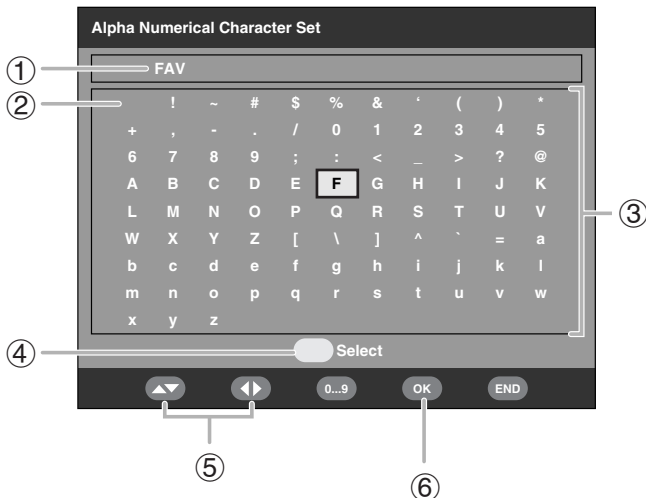 Alpha Numerical Character Set
① FAV
② ! ~ # $ % & ‘ ( ) *
+ , - . / 0 1 2 3 4 5
6 7 8 9 ; : < _ > ? @
A B C D E F G H I J K
L M N O P Q R S T U V ③
W X Y Z [ \ ] ^ ` = a
b c d e f g h i j k l
m n o p q r s t u v w
x y z
④ Select
0...9 OK END
⑤ ⑥